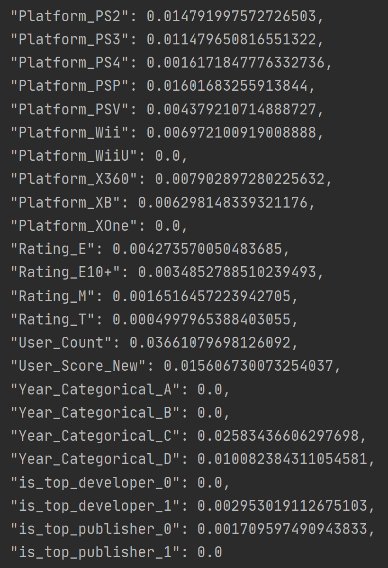 "Platform_PS2": 0.014791997572726503,
"Platform_PS3": 0.011479650816551322,
"Platform_PS4": 0.0016171847776332736,
"Platform_PSP": 0.01601683255913844,
"Platform_PSV": 0.004379210714888727,
"Platform_Wii": 0.006972100919008888,
"Platform_WiiU": 0.0,
"Platform_X360": 0.007902897280225632,
"Platform_XB": 0.006298148339321176,
"Platform_XOne": 0.0,
"Rating_E": 0.004273570050483685,
"Rating_E10+": 0.0034852788510239493,
"Rating_M": 0.0016516457223942705,
"Rating_T": 0.0004997965388403055,
"User_Count": 0.03661079698126092,
"User_Score_New": 0.015606730073254037,
"Year_Categorical_A": 0.0,
"Year_Categorical_B": 0.0,
"Year_Categorical_C": 0.02583436606297698,
"Year_Categorical_D": 0.010082384311054581,
"is_top_developer_0": 0.0,
"is_top_developer_1": 0.002953019112675103,
"is_top_publisher_0": 0.001709597490943833,
"is_top_publisher_1": 0.0